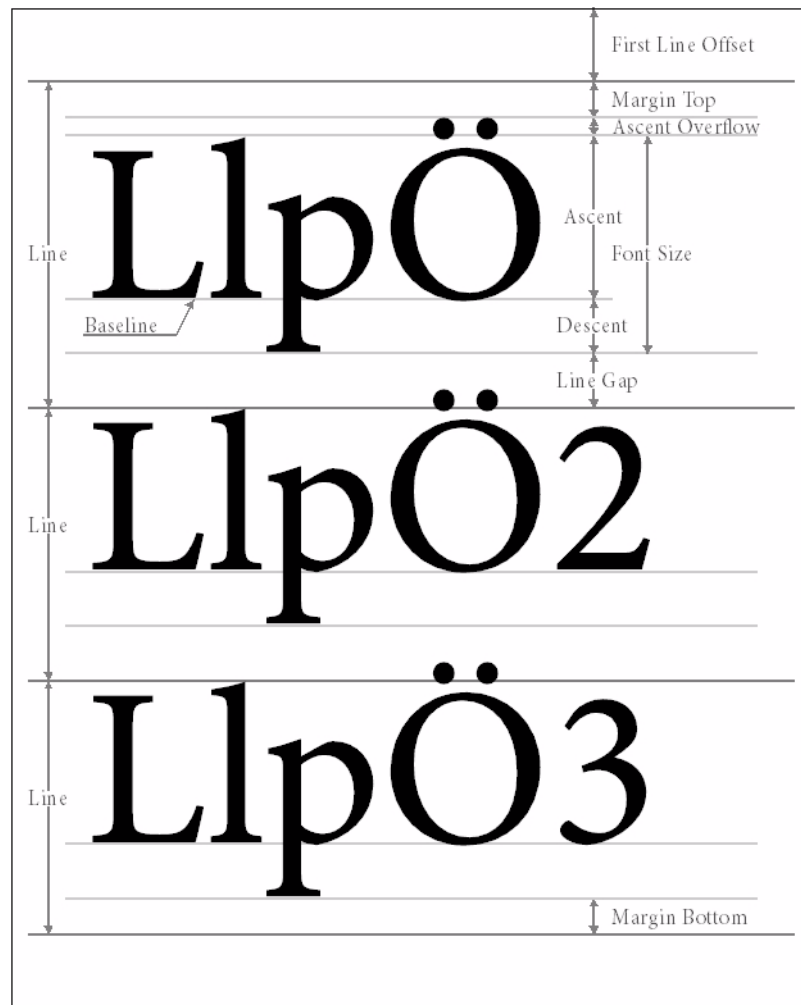 First Line Offset
Margin Top
Ascent Overflow
LlpÖ
Ascent
Line
Font Size
Baseline
Descent
Line Gap
LlpÖ2
Line
LlpÖ3
Line
Margin Bottom